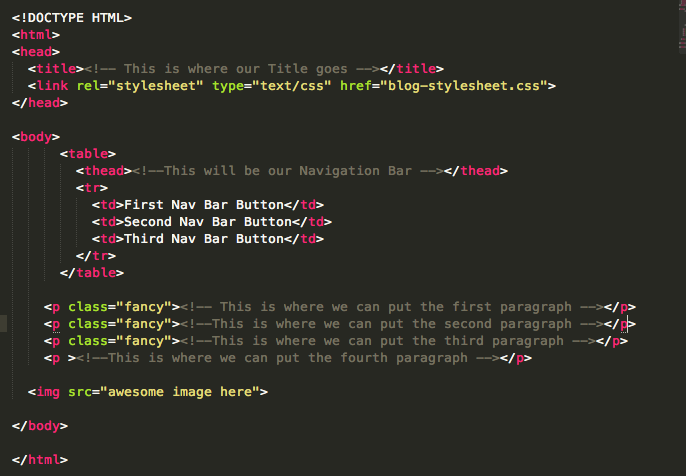 <!DOCTYPE HTML>
<html>
<head>
<title><!-- This is where our Title goes --></title>
<link rel="stylesheet" type="text/css" href="blog-stylesheet.css">
</head>
<body>
<table>
<thead><!--This will be our Navigation Bar --></thead>
<tr>
<td>First Nav Bar Button</td>
<td>Second Nav Bar Button</td>
<td>Third Nav Bar Button</td>
</tr>
</table>
<p class="fancy"><!-- This is where we can put the first paragraph --></p>
<p class="fancy"><!--This is where we can put the second paragraph --></p>
<p class="fancy"><!--This is where we can put the third paragraph --></p>
<p ><!--This is where we can put the fourth paragraph --></p>
<img src="awesome image here">
</body>
</html>